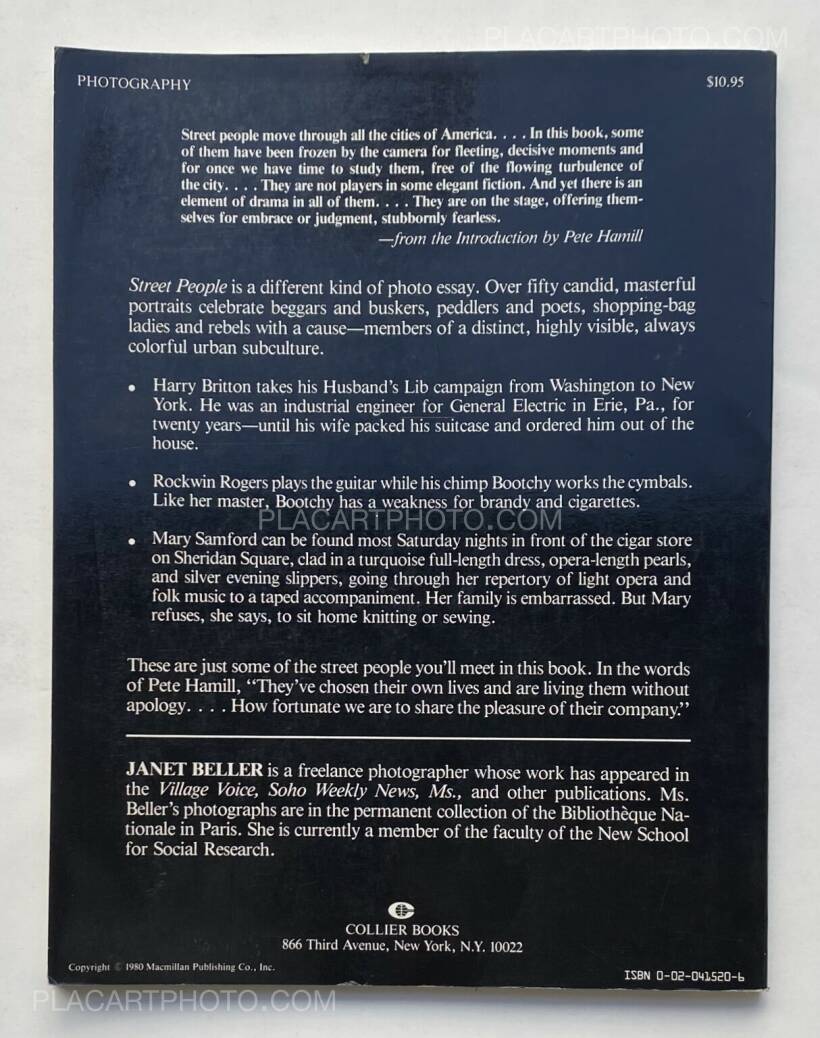 PLACARTPHOTO.COM
PHOTOGRAPHY
$10.95
Street people move through all the cities of America. . . . In this book, some
of them have been frozen by the camera for fleeting, decisive moments and
for once we have time to study them, free of the flowing turbulence of
the city. . . . They are not players in some elegant fiction. And yet there is an
element of drama in all of them. . . . They are on the stage, offering them-
selves for embrace or judgment, stubbornly fearless.
—from the Introduction by Pete Hamill
Street People is a different kind of photo essay. Over fifty candid, masterful
portraits celebrate beggars and buskers, peddlers and poets, shopping-bag
ladies and rebels with a cause—members of a distinct, highly visible, always
colorful urban subculture.
• Harry Britton takes his Husband's Lib campaign from Washington to New
York. He was an industrial engineer for General Electric in Erie, Pa., for
twenty years—until his wife packed his suitcase and ordered him out of the
house.
• Rockwin Rogers plays the guitar while his chimp Bootchy works the cymbals.
Like her master, Bootchy has a weakness for brandy and cigarettes.
PLACARTPHOTO.COM
• Mary Samford can be found most Saturday nights in front of the cigar store
on Sheridan Square, clad in a turquoise full-length dress, opera-length pearls,
and silver evening slippers, going through her repertory of light opera and
folk music to a taped accompaniment. Her family is embarrassed. But Mary
refuses, she says, to sit home knitting or sewing.
These are just some of the street people you'll meet in this book. In the words
of Pete Hamill, "They've chosen their own lives and are living them without
apology. . . . How fortunate we are to share the pleasure of their company."
JANET BELLER is a freelance photographer whose work has appeared in
the Village Voice, Soho Weekly News, Ms., and other publications. Ms.
Beller's photographs are in the permanent collection of the Bibliothèque Na-
tionale in Paris. She is currently a member of the faculty of the New School
for Social Research.
COLLIER BOOKS
866 Third Avenue, New York, N.Y. 10022
Copyright © 1980 Macmillan Publishing Co., Inc.
ISBN 0-02-041520-6
PLACARTPHOTO.COM